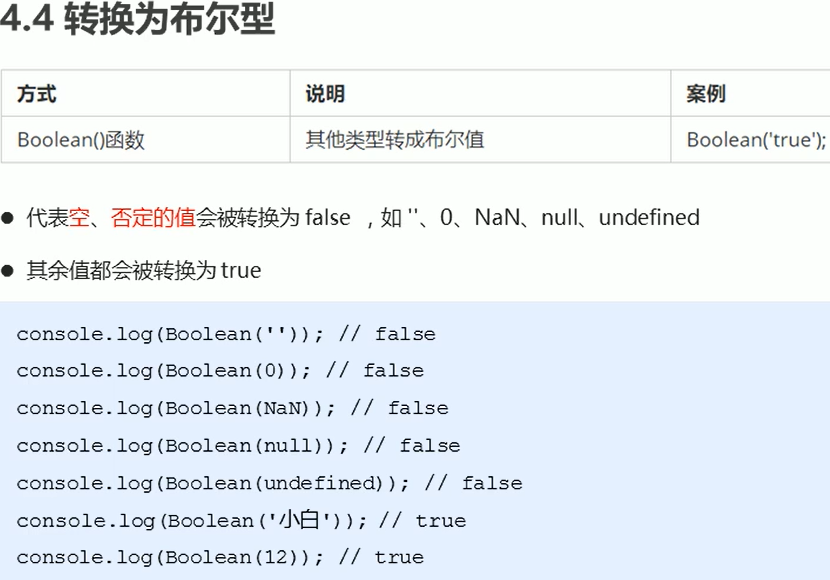 4.4 转换为布尔型
方式 说明 案例
Boolean()函数 其他类型转成布尔值 Boolean('true');
● 代表空、否定的值会被转换为 false ，如 ''、0、NaN、null、undefined
● 其余值都会被转换为 true
console.log(Boolean('')); // false
console.log(Boolean(0)); // false
console.log(Boolean(NaN)); // false
console.log(Boolean(null)); // false
console.log(Boolean(undefined)); // false
console.log(Boolean('小白')); // true
console.log(Boolean(12)); // true